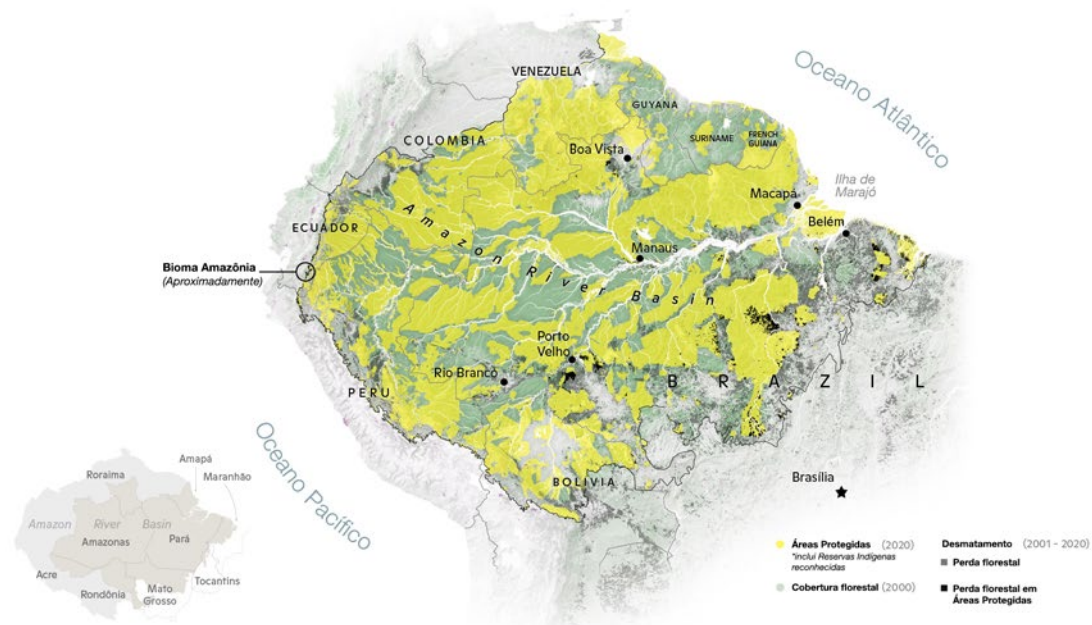 Oceano Atlântico
VENEZUELA
GUYANA
COLOMBIA
SURINAME
FRENCH
GUIANA
Boa Vista
Ilha de
Marajó
Macapá
Belém
ECUADOR
Amazon River Basin
Manaus
Bioma Amazônia
(Aproximadamente)
Porto
Velho
Rio Branco
BRAZIL
PERU
Oceano Pacífico
BOLIVIA
Brasília
Amapá
Roraima
Maranhão
Amazon River Basin
Amazonas
Pará
Acre
Tocantins
Rondônia
Mato
Grosso
Áreas Protegidas (2020)
*inclui Reservas Indígenas
reconhecidas
Cobertura florestal (2000)
Desmatamento (2001 - 2020)
Perda florestal
Perda florestal em
Áreas Protegidas